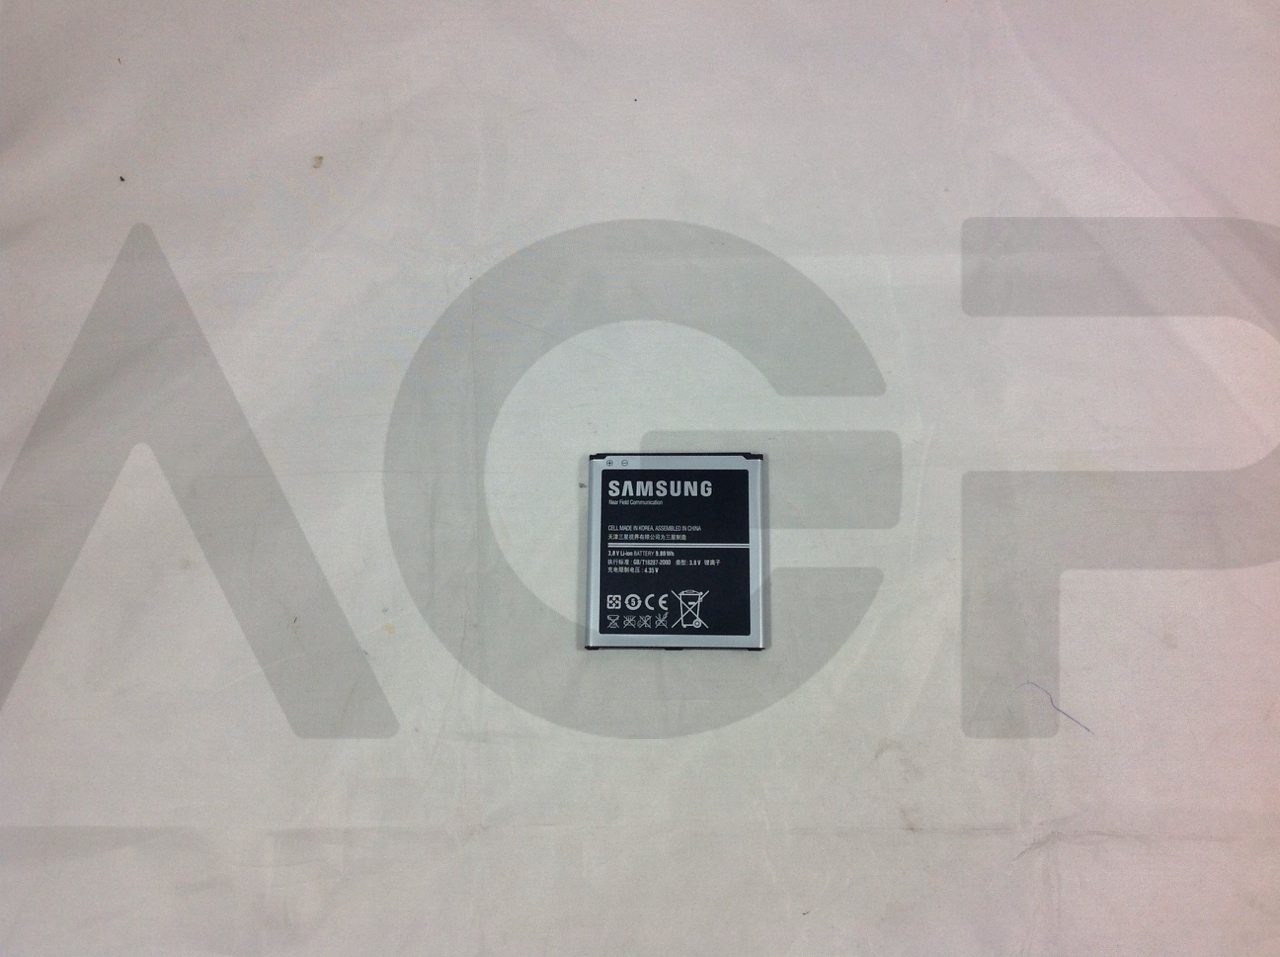 AGP
SAMSUNG
Near Field Communication
CELL MADE IN KOREA, ASSEMBLED IN CHINA
天津三星视界有限公司为三星制造
3.8 V Li-ion BATTERY 9.88 Wh
执行标准 : GB/T18287-2000 类型: 3.8 V 锂离子
充电限制电压 : 4.35 V